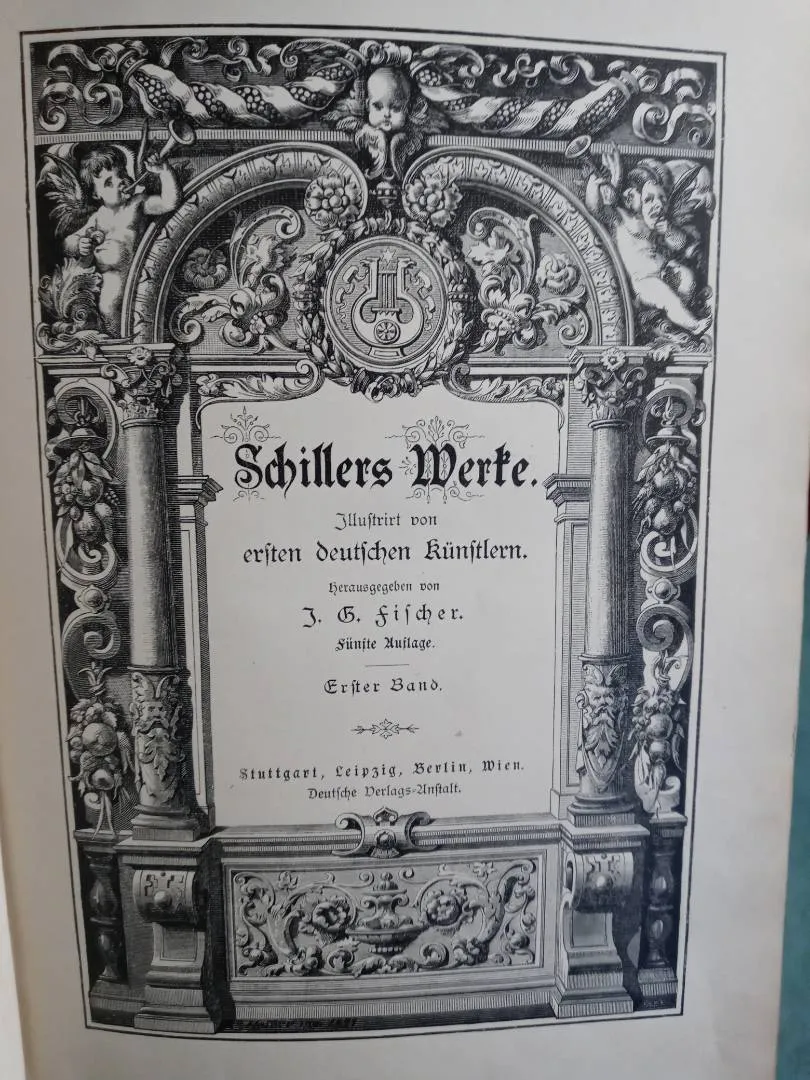 Schillers Werke.
Illustrirt von
ersten deutschen Künstlern.
Herausgegeben von
J. G. Fischer.
Fünfte Auflage.
Erster Band.
Stuttgart, Leipzig, Berlin, Wien.
Deutsche Verlags-Anstalt.